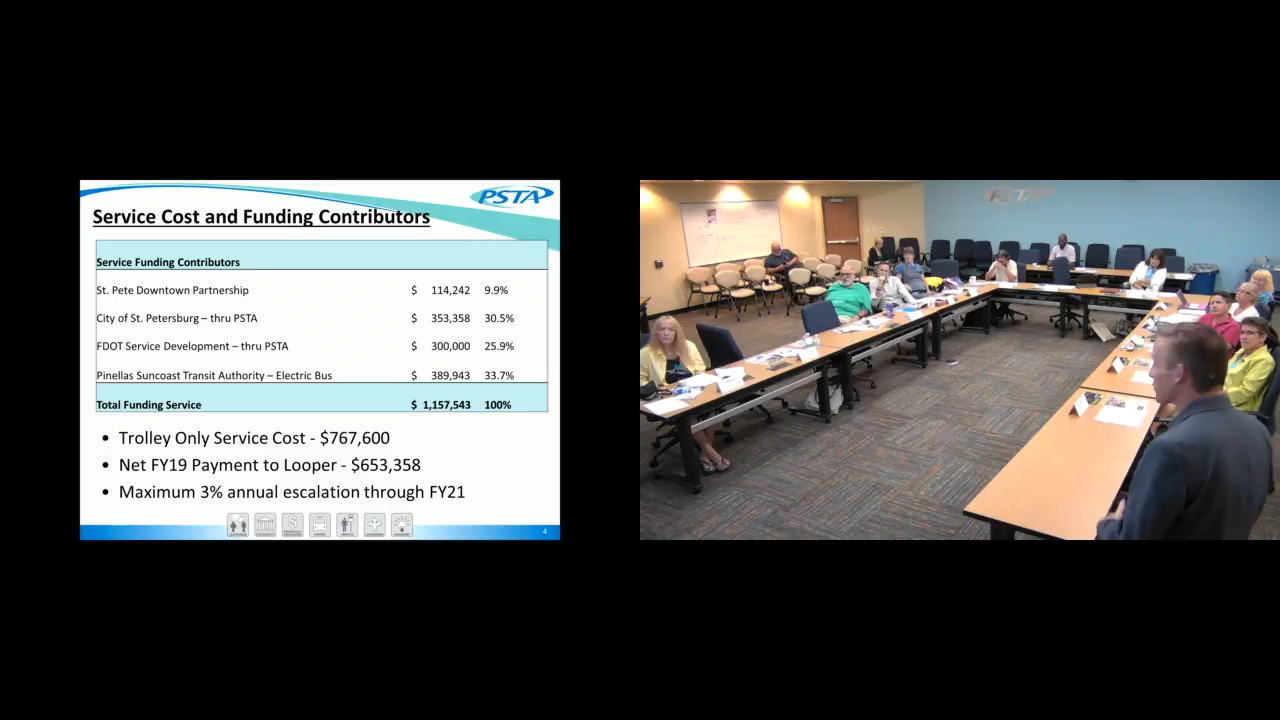 PSTA
Service Cost and Funding Contributors
Service Funding Contributors
St. Pete Downtown Partnership $ 114,242 9.9%
City of St. Petersburg – thru PSTA $ 353,358 30.5%
FDOT Service Development – thru PSTA $ 300,000 25.9%
Pinellas Suncoast Transit Authority – Electric Bus $ 389,943 33.7%
Total Funding Service $ 1,157,543 100%
• Trolley Only Service Cost - $767,600
• Net FY19 Payment to Looper - $653,358
• Maximum 3% annual escalation through FY21
4
PSTA